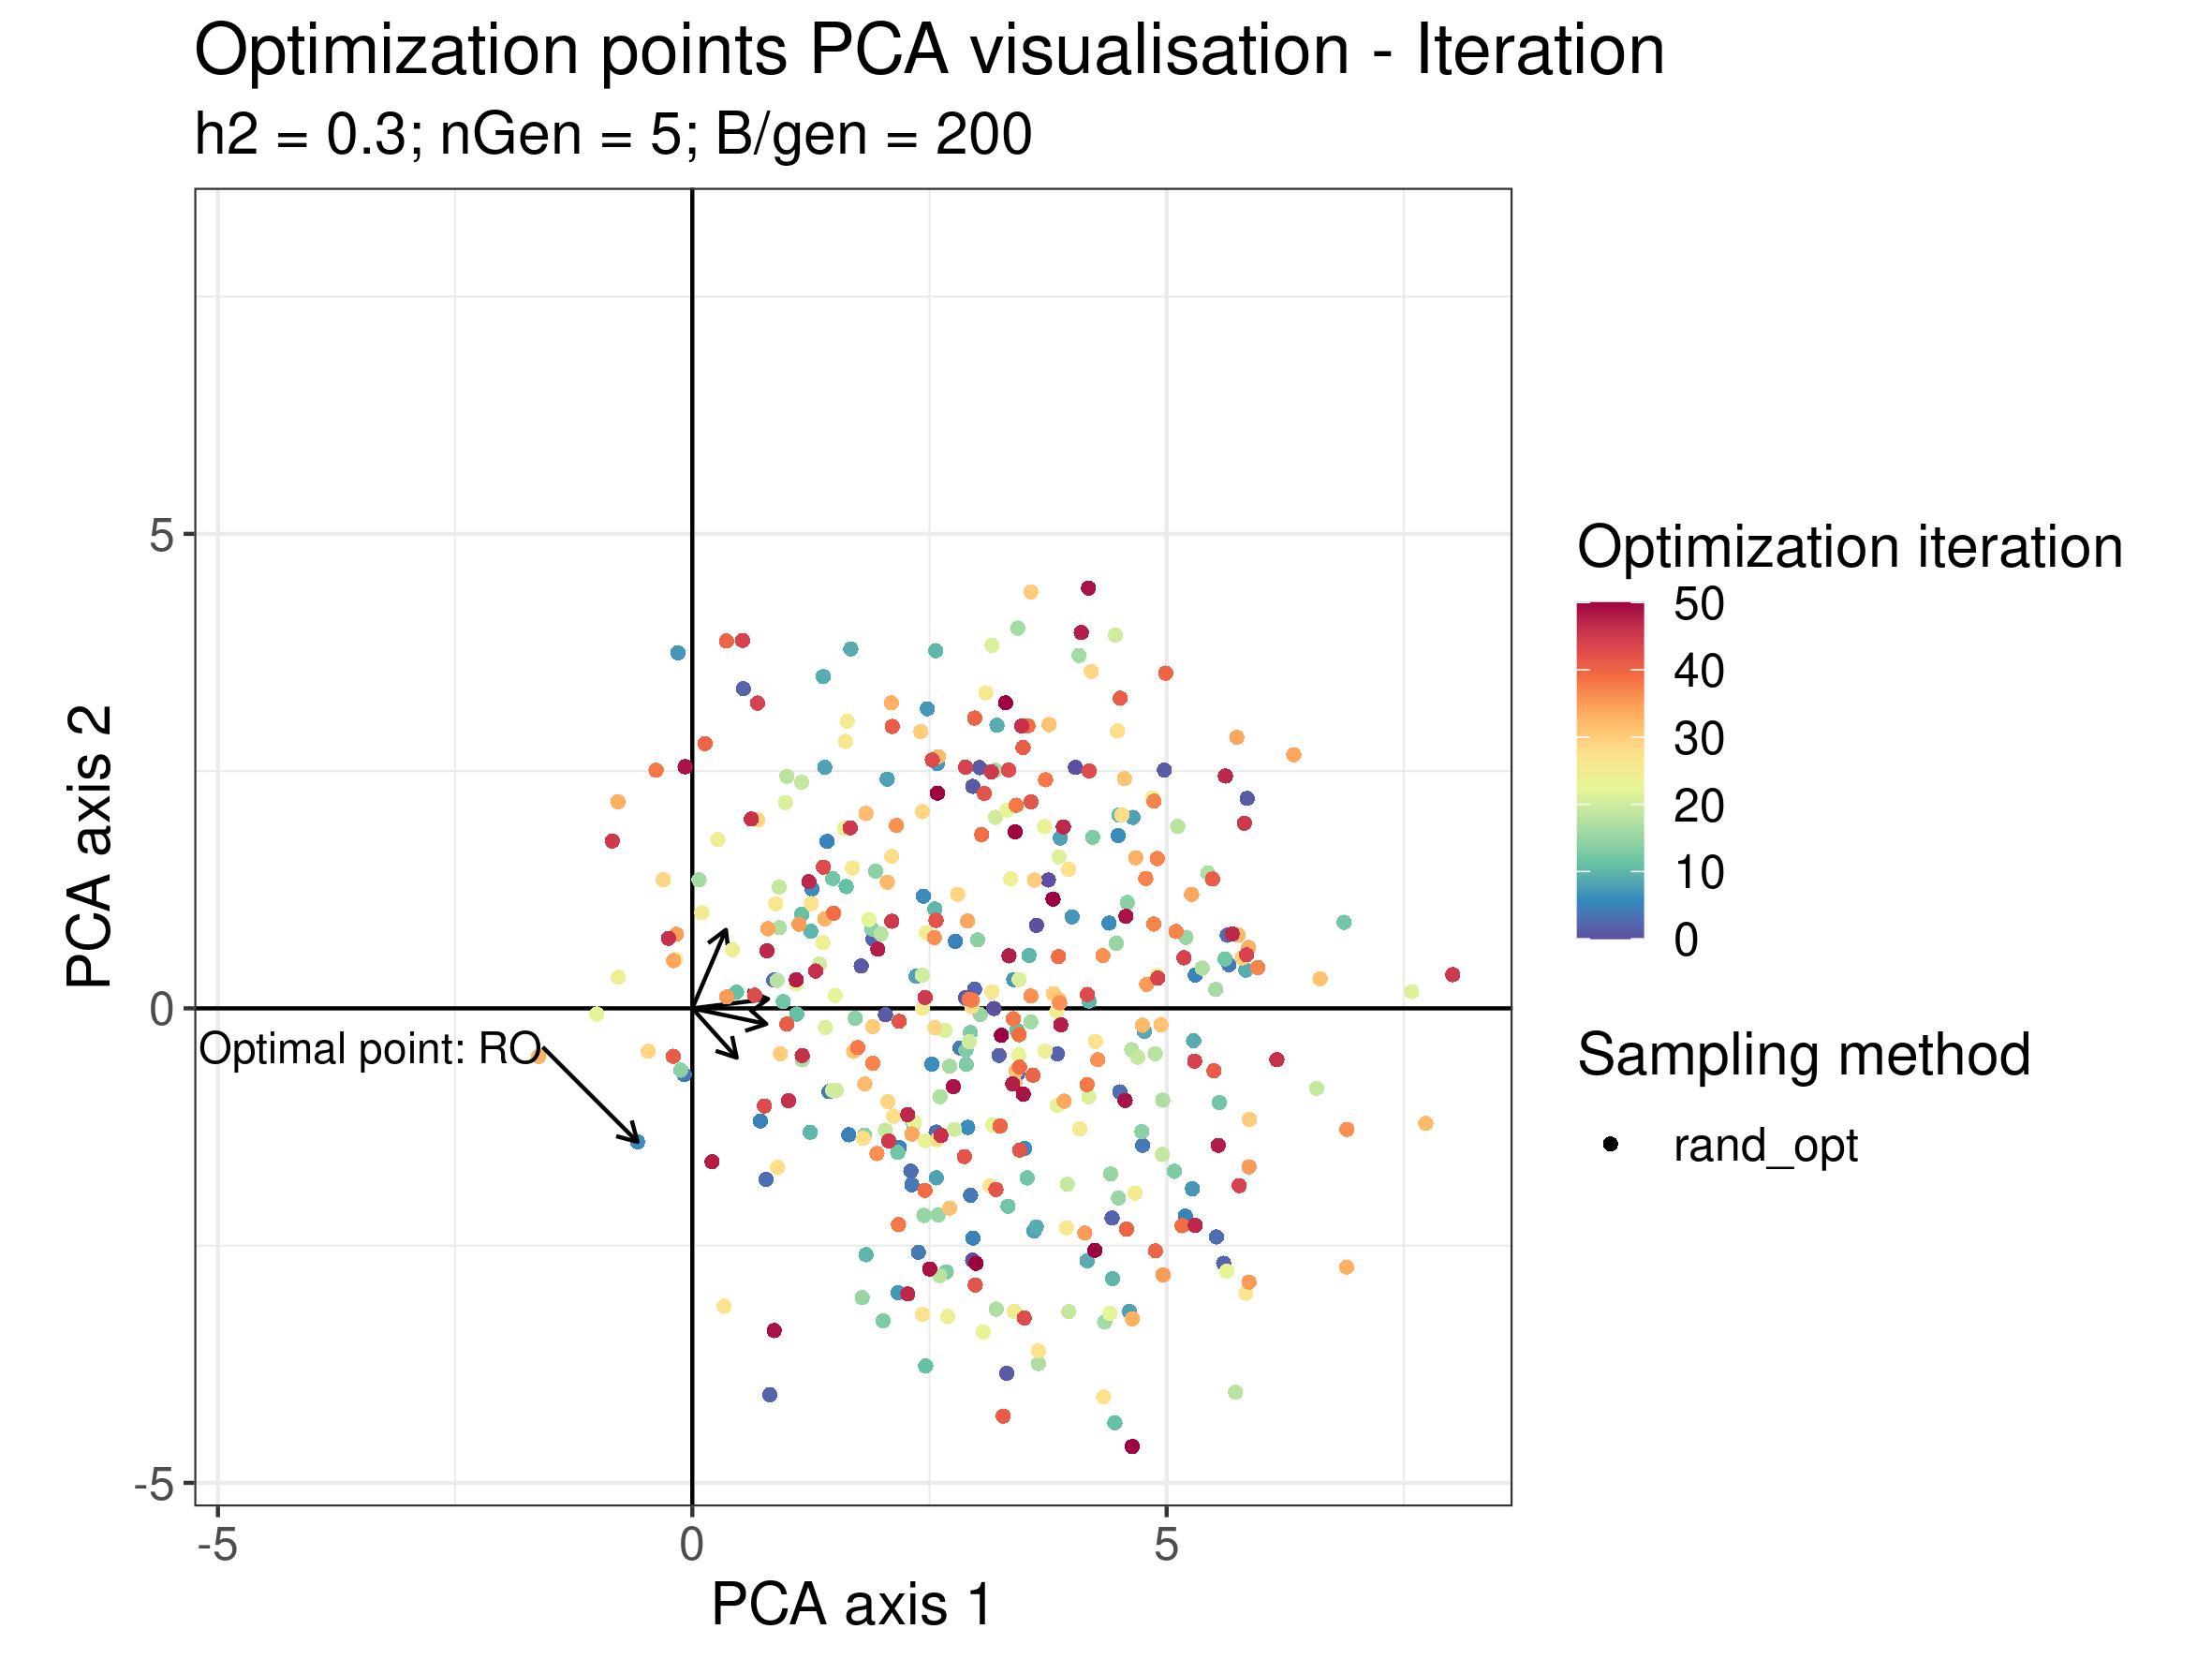 Optimization points PCA visualisation - Iteration
h2 = 0.3; nGen = 5; B/gen = 200
PCA axis 2
5
0
-5
Optimal point: RO
-5
0
5
PCA axis 1
Optimization iteration
50
40
30
20
10
0
Sampling method
rand_opt